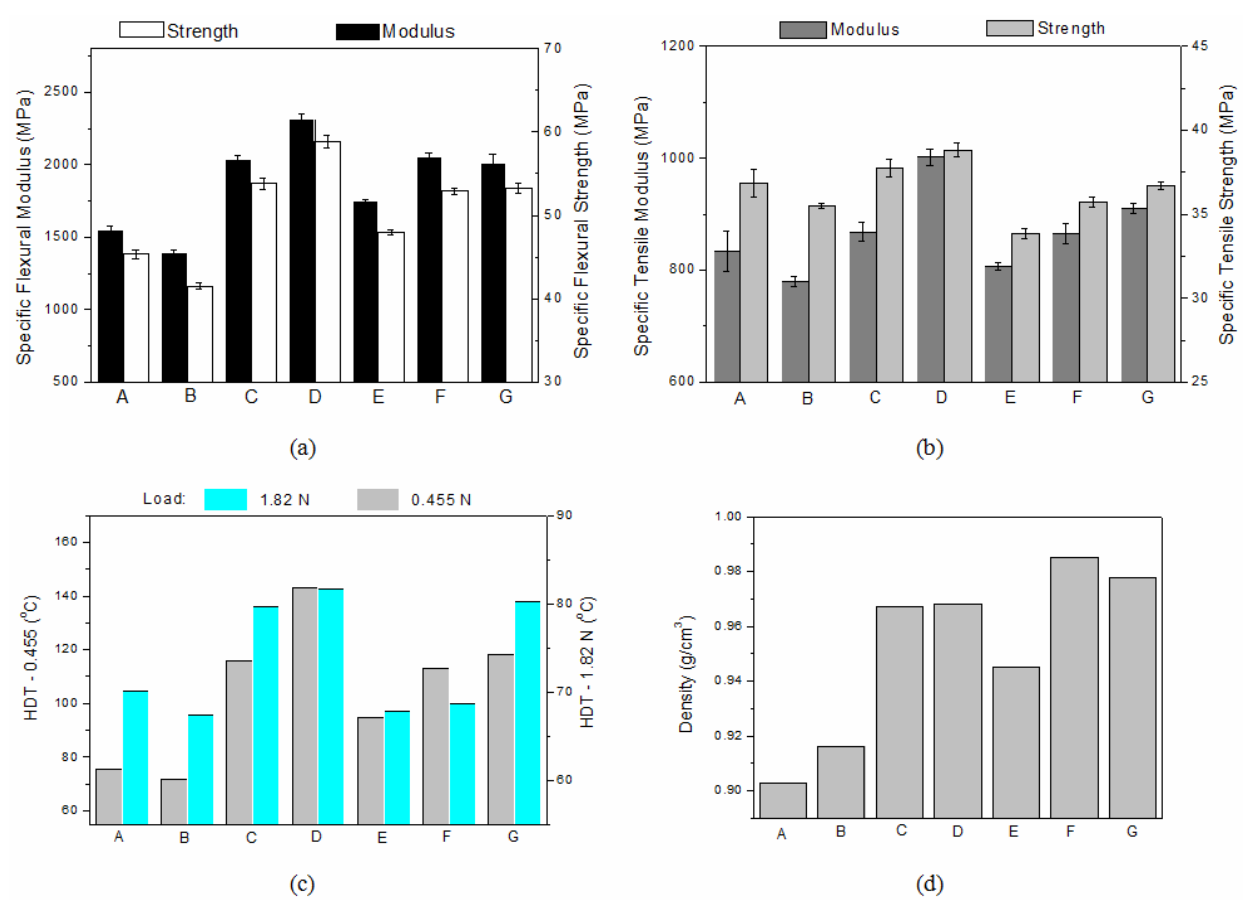 Strength Modulus
70
60
50
40
30
2500
2000
1500
1000
500
Specific Flexural Modulus (MPa)
Specific Flexural Strength (MPa)
A B C D E F G
(a)
Modulus Strength
1200
1000
800
600
45
40
35
30
25
Specific Tensile Modulus (MPa)
Specific Tensile Strength (MPa)
A B C D E F G
(b)
Load: 1.82 N 0.455 N
160
140
120
100
80
60
90
80
70
60
HDT - 0.455 (°C)
HDT - 1.82 N (°C)
A B C D E F G
(c)
1.00
0.98
0.96
0.94
0.92
0.90
Density (g/cm³)
A B C D E F G
(d)